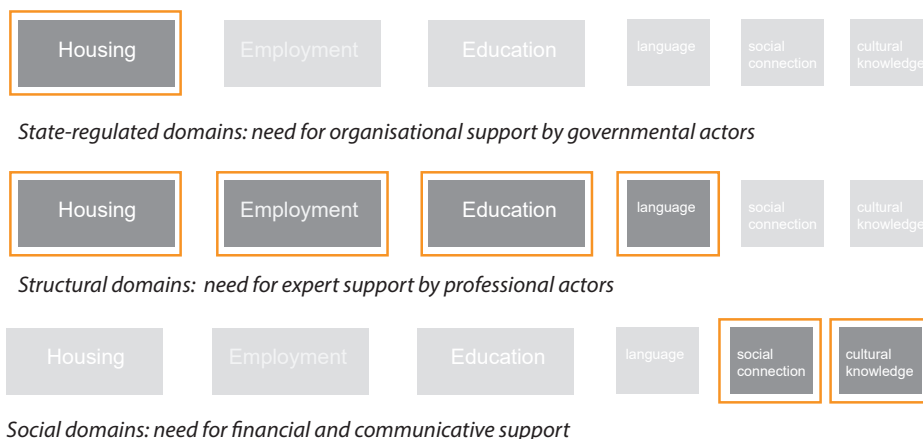 Housing Employment Education language social connection cultural knowledge
State-regulated domains: need for organisational support by governmental actors
Housing Employment Education language social connection cultural knowledge
Structural domains: need for expert support by professional actors
Housing Employment Education language social connection cultural knowledge
Social domains: need for financial and communicative support